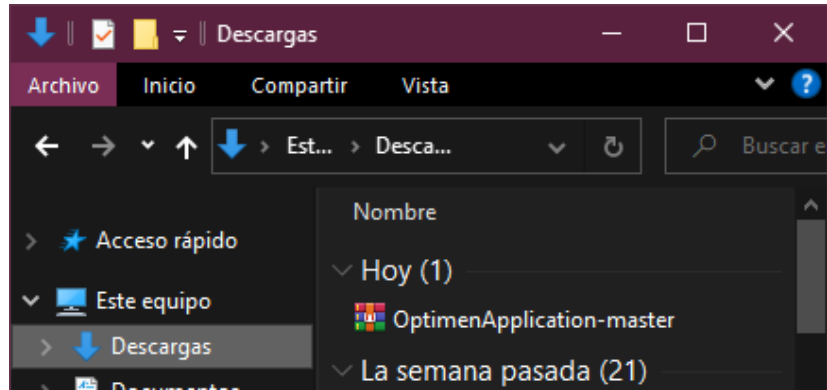 Descargas
Archivo Inicio Compartir Vista
Est... Desca... Buscar e
Nombre
Acceso rápido
Hoy (1)
Este equipo
OptimenApplication-master
Descargas
La semana pasada (21)
Documentos